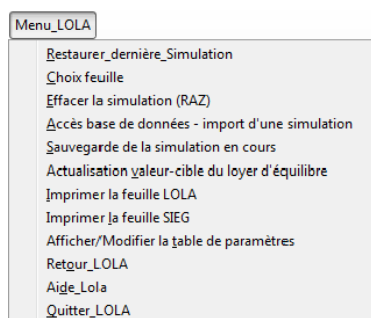 Menu_LOLA
Restaurer_dernière_Simulation
Choix feuille
Effacer la simulation (RAZ)
Accès base de données - import d'une simulation
Sauvegarde de la simulation en cours
Actualisation valeur-cible du loyer d'équilibre
Imprimer la feuille LOLA
Imprimer la feuille SIEG
Afficher/Modifier la table de paramètres
Retour_LOLA
Aide_Lola
Quitter_LOLA